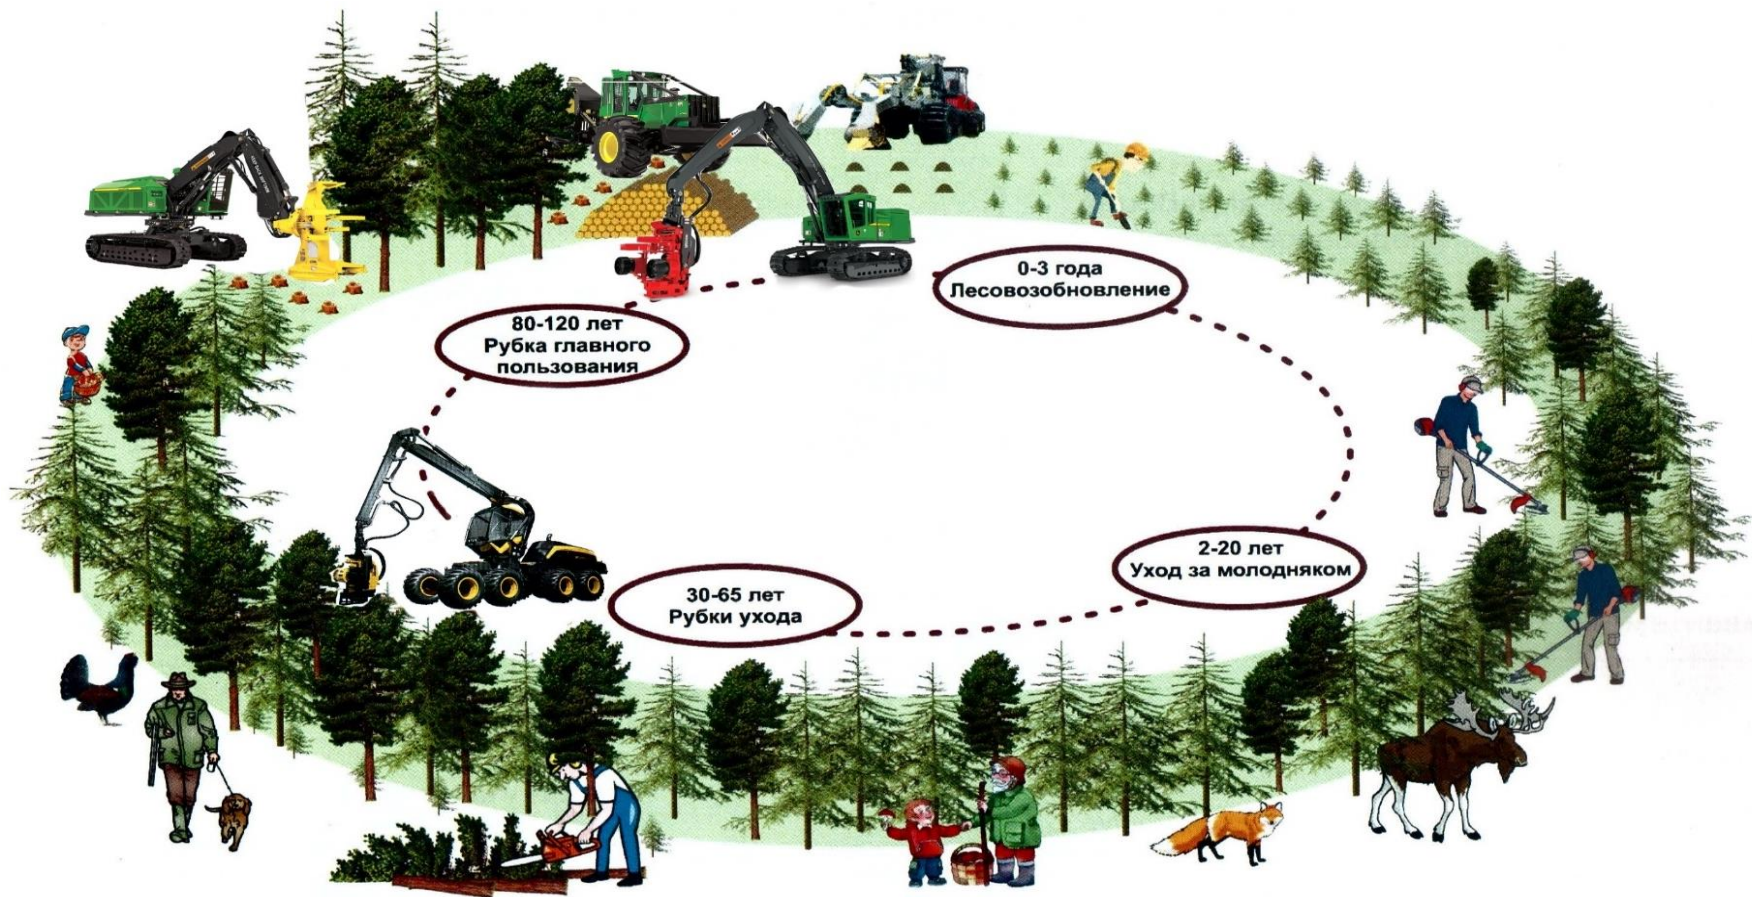 0-3 года
Лесовозобновление
80-120 лет
Рубка главного
пользования
2-20 лет
Уход за молодняком
30-65 лет
Рубки ухода